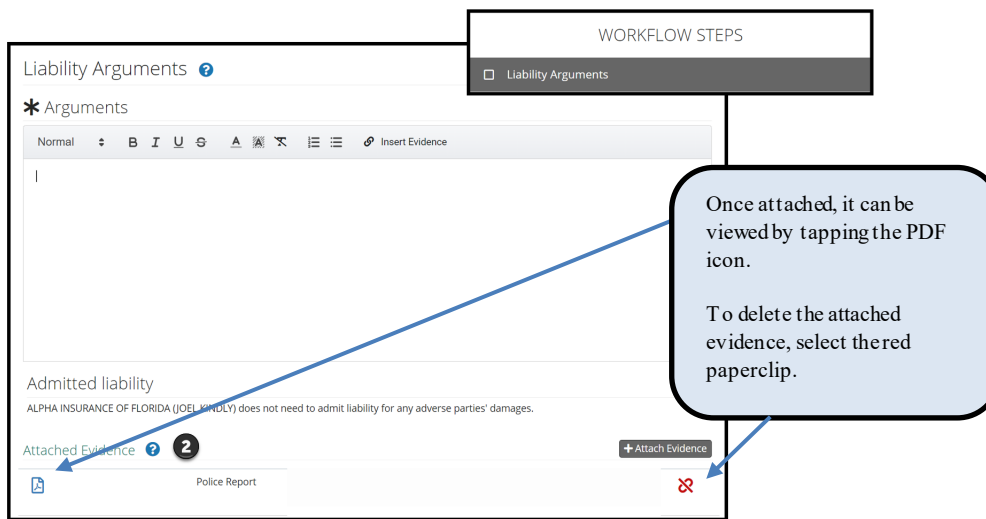 WORKFLOW STEPS
Liability Arguments
Liability Arguments ?
✱ Arguments
Normal B I U S A A Insert Evidence
Once attached, it can be
viewed by tapping the PDF
icon.
To delete the attached
evidence, select the red
paperclip.
Admitted liability
ALPHA INSURANCE OF FLORIDA (JOEL KINDLY) does not need to admit liability for any adverse parties' damages.
Attached Evidence ? 2
+ Attach Evidence
Police Report